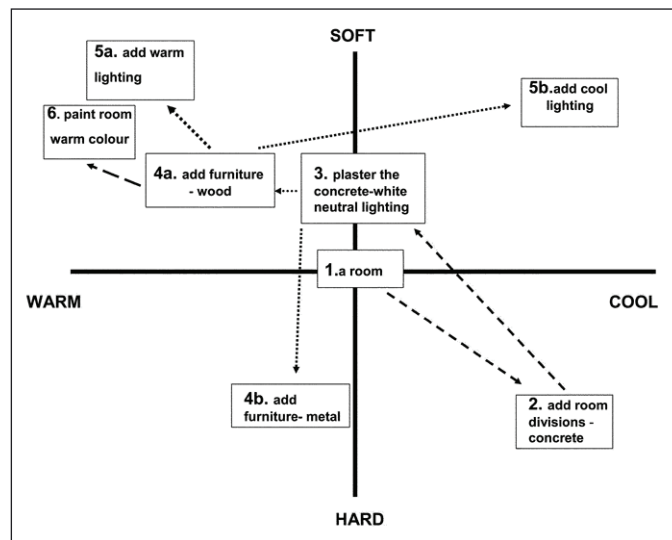 SOFT
5a. add warm
lighting
5b.add cool
lighting
6. paint room
warm colour
4a. add furniture
- wood
3. plaster the
concrete-white
neutral lighting
1.a room
WARM
COOL
4b. add
furniture- metal
2. add room
divisions -
concrete
HARD